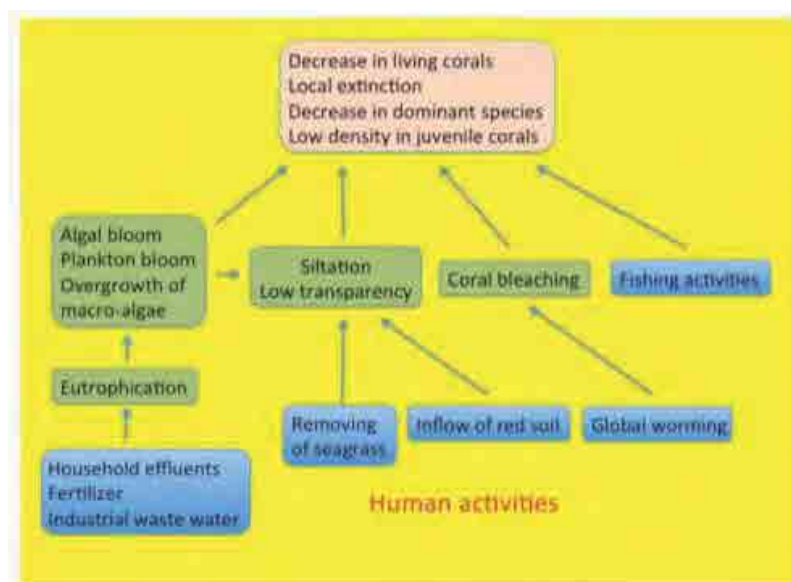 Decrease in living corals
Local extinction
Decrease in dominant species
Low density in juvenile corals
Algal bloom
Plankton bloom
Overgrowth of
macro-algae
Siltation
Low transparency
Coral bleaching
Fishing activities
Eutrophication
Removing
of seagrass
Inflow of red soil
Global worming
Household effluents
Fertilizer
Industrial waste water
Human activities